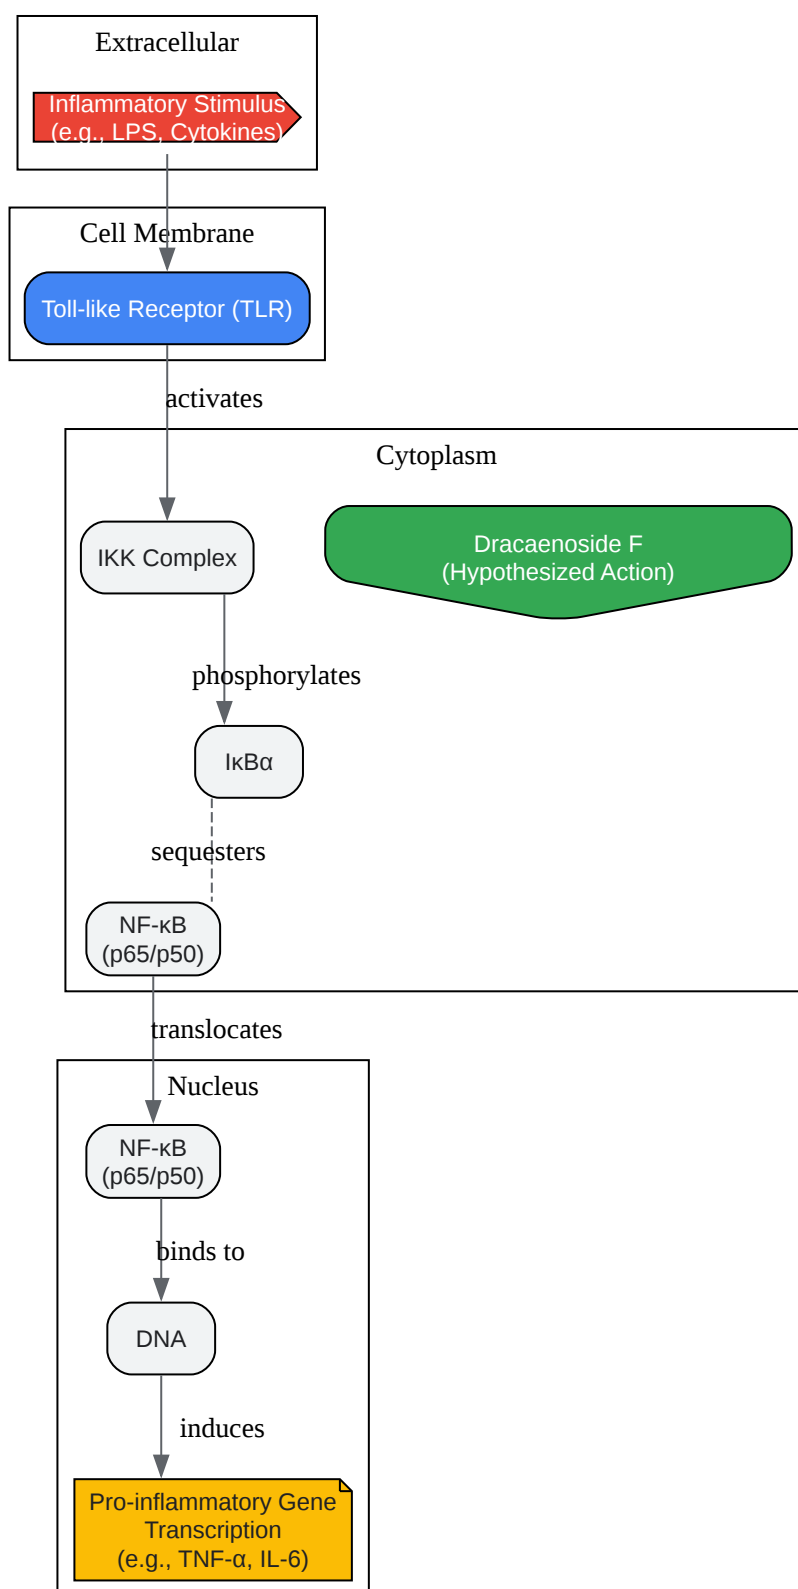 Extracellular
Inflammatory Stimulus
(e.g., LPS, Cytokines)
Cell Membrane
Toll-like Receptor (TLR)
activates
Cytoplasm
IKK Complex
Dracaenoside F
(Hypothesized Action)
phosphorylates
IκBα
sequesters
NF-κB
(p65/p50)
translocates
Nucleus
NF-κB
(p65/p50)
binds to
DNA
induces
Pro-inflammatory Gene
Transcription
(e.g., TNF-α, IL-6)